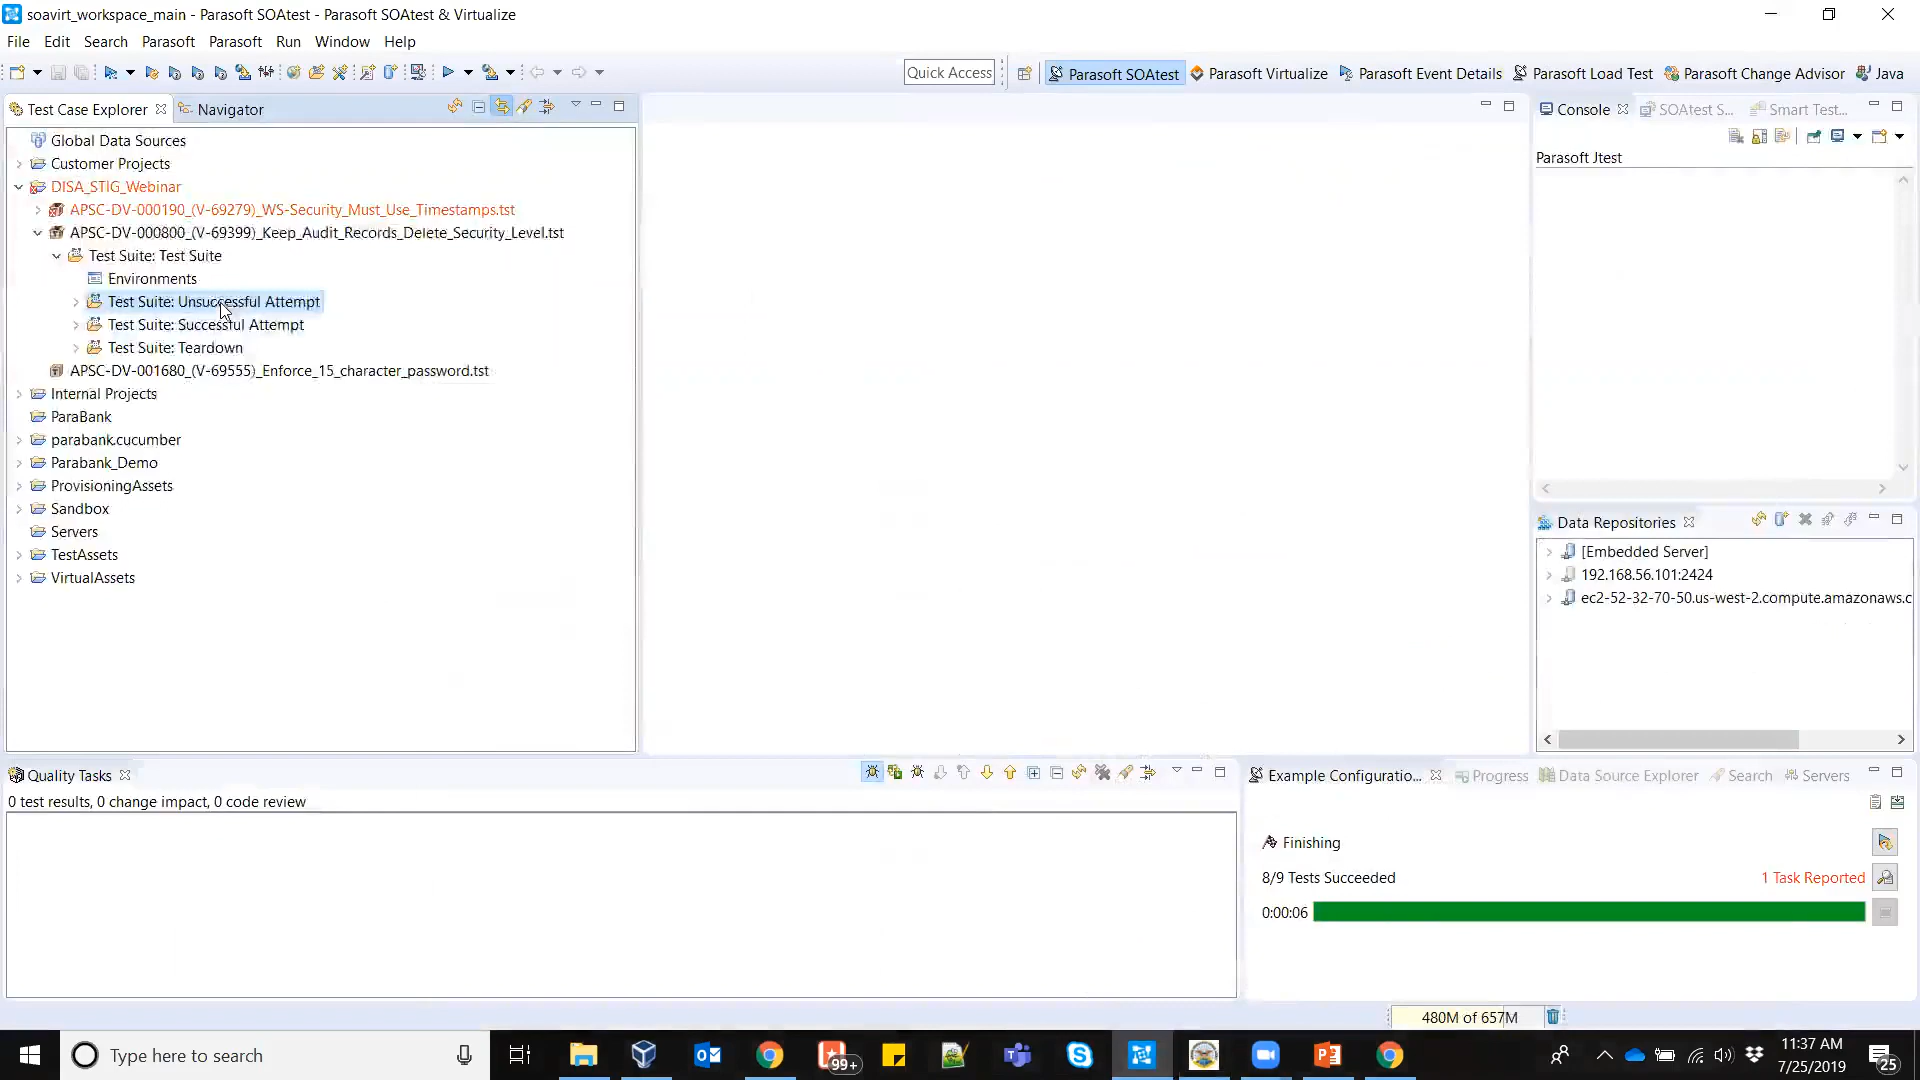 soavirt_workspace_main - Parasoft SOAtest - Parasoft SOAtest & Virtualize
File Edit Search Parasoft Parasoft Run Window Help
Quick Access Parasoft SOAtest Parasoft Virtualize Parasoft Event Details Parasoft Load Test Parasoft Change Advisor Java
Test Case Explorer Navigator
Global Data Sources
Customer Projects
DISA_STIG_Webinar
APSC-DV-000190_(V-69279)_WS-Security_Must_Use_Timestamps.tst
APSC-DV-000800_(V-69399)_Keep_Audit_Records_Delete_Security_Level.tst
Test Suite: Test Suite
Environments
Test Suite: Unsuccessful Attempt
Test Suite: Successful Attempt
Test Suite: Teardown
APSC-DV-001680_(V-69555)_Enforce_15_character_password.tst
Internal Projects
ParaBank
parabank.cucumber
Parabank_Demo
ProvisioningAssets
Sandbox
Servers
TestAssets
VirtualAssets
Console SOAtest S... Smart Test...
Parasoft Jtest
Data Repositories
[Embedded Server]
192.168.56.101:2424
ec2-52-32-70-50.us-west-2.compute.amazonaws.c
Quality Tasks
0 test results, 0 change impact, 0 code review
Example Configuratio... Progress Data Source Explorer Search Servers
Finishing
8/9 Tests Succeeded 1 Task Reported
0:00:06
480M of 657M
Type here to search
99+
11:37 AM
7/25/2019
25